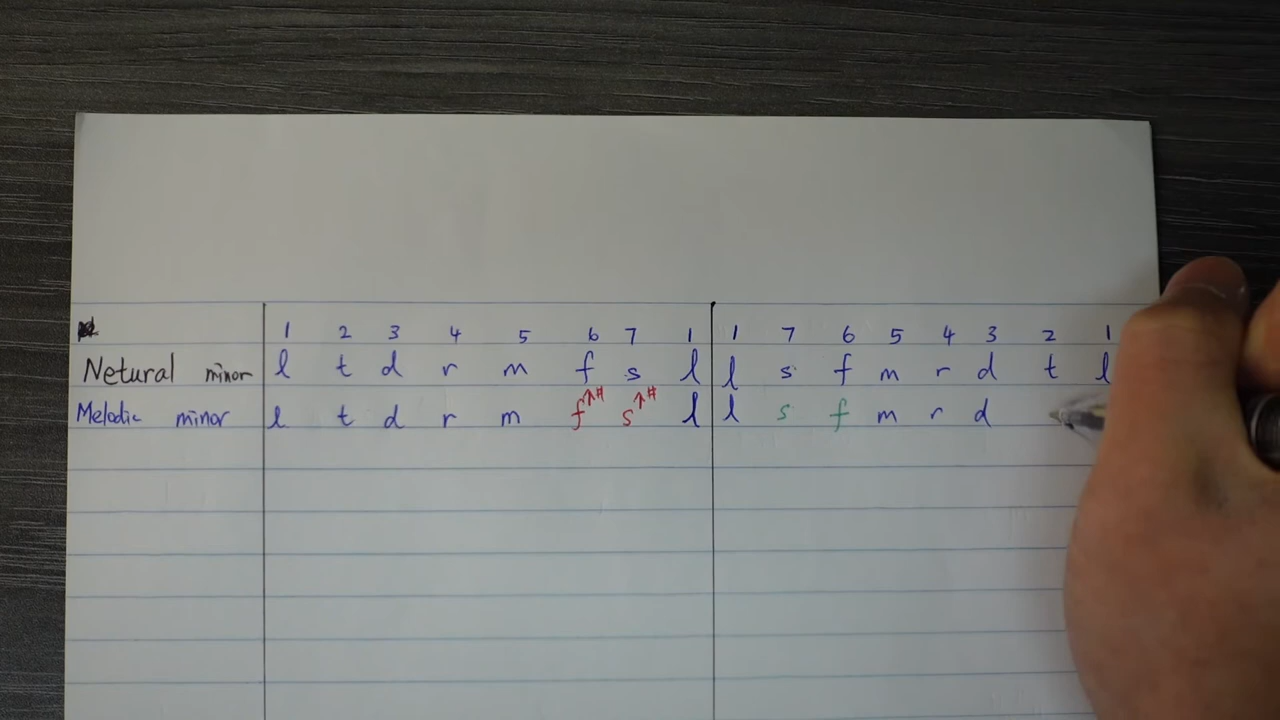 1 2 3 4 5 6 7 1 1 7 6 5 4 3 2 1
Netural minor l t d r m f s l l s f m r d t l
Melodic minor l t d r m f↑# s↑# l l s f m r d